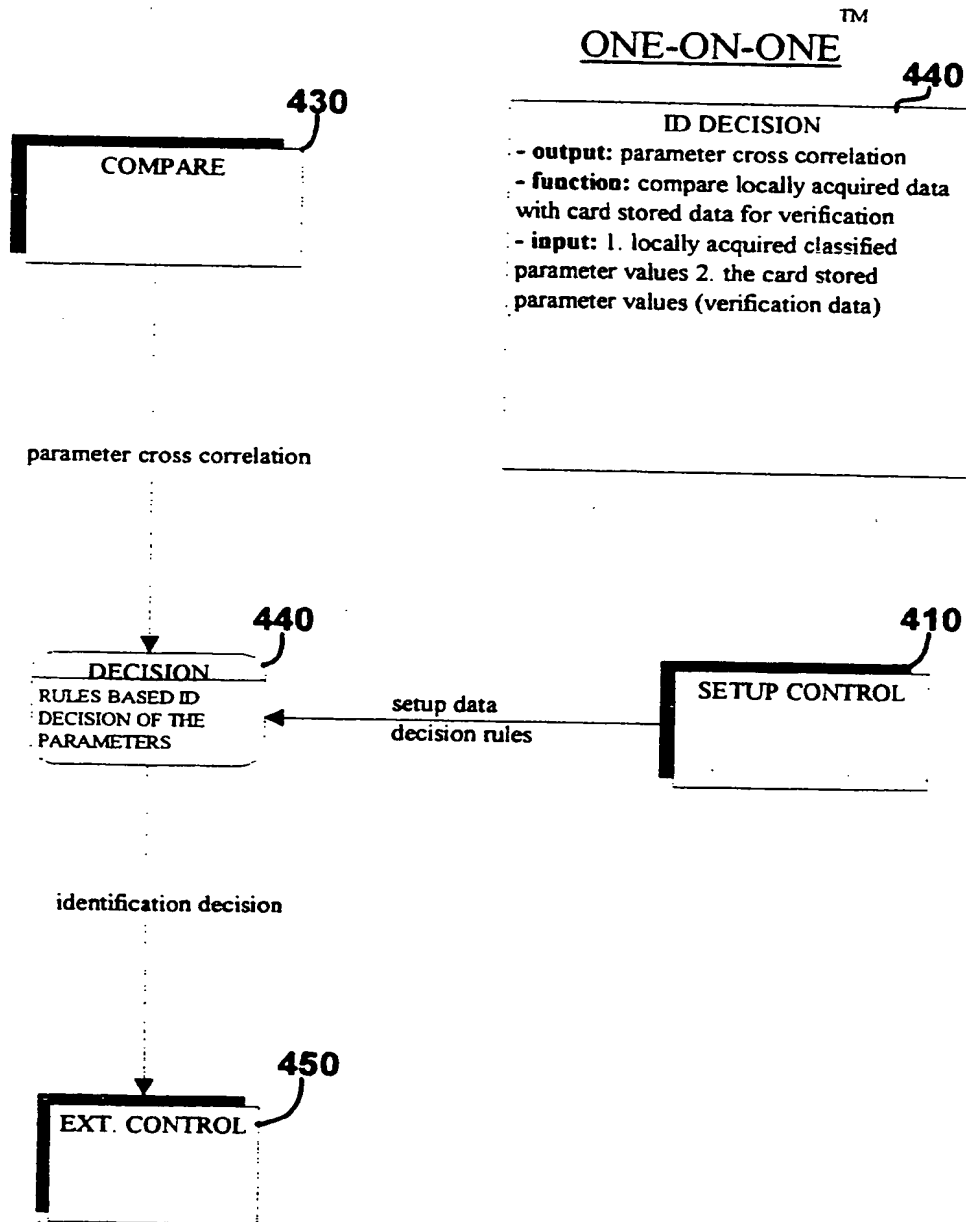 TM
ONE-ON-ONE
440
ID DECISION
- output: parameter cross correlation
- function: compare locally acquired data
with card stored data for verification
- input: 1. locally acquired classified
parameter values 2. the card stored
parameter values (verification data)
430
COMPARE
parameter cross correlation
440
DECISION
RULES BASED ID
DECISION OF THE
PARAMETERS
setup data
decision rules
410
SETUP CONTROL
identification decision
450
EXT. CONTROL